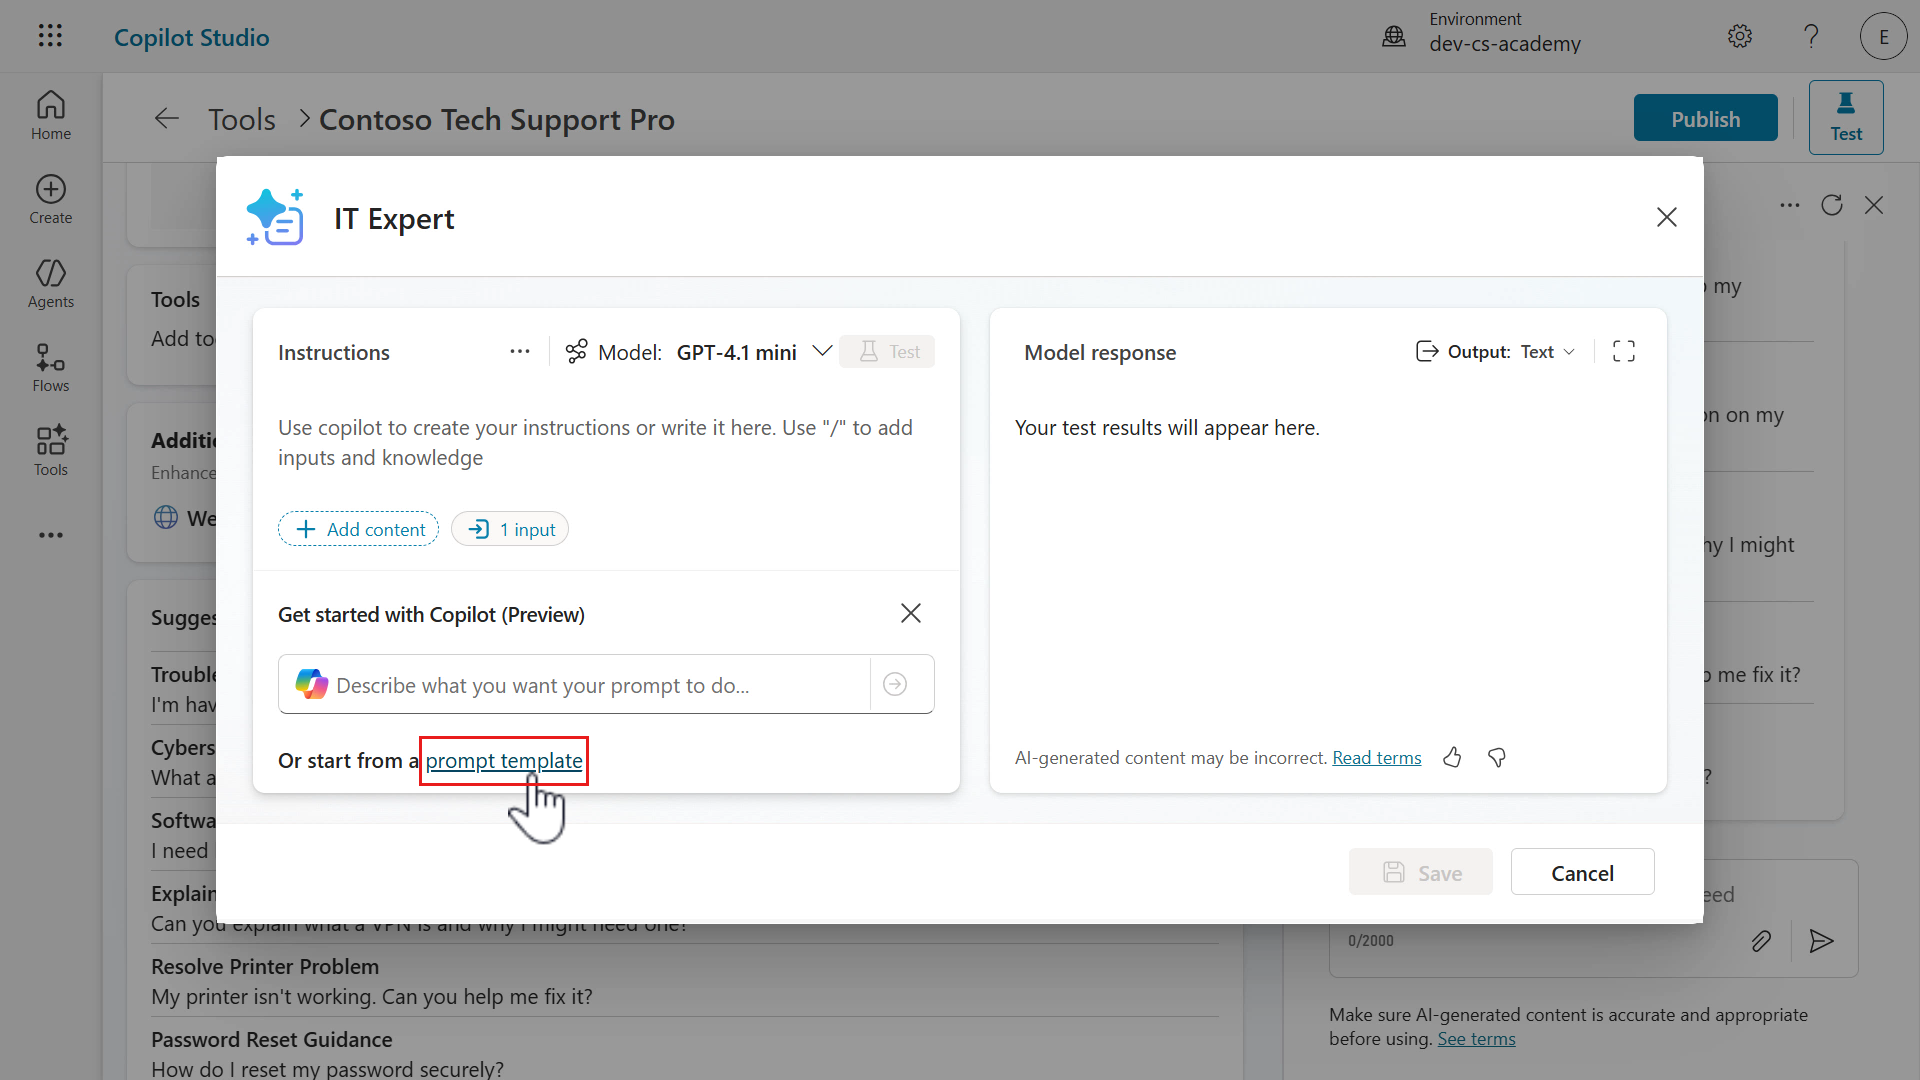 Copilot Studio
Environment
dev-cs-academy
E
Home
Create
Agents
Flows
Tools
Tools > Contoso Tech Support Pro
Publish
Test
IT Expert
Instructions
Model: GPT-4.1 mini
Test
Use copilot to create your instructions or write it here. Use "/" to add
inputs and knowledge
Add content
1 input
Get started with Copilot (Preview)
Describe what you want your prompt to do...
Or start from a prompt template
Model response
Output: Text
Your test results will appear here.
AI-generated content may be incorrect. Read terms
Save
Cancel
Tools
Add to
Enhance
We
I'm hav
What a
I need
Explain
Can you explain what a VPN is and why I might need one?
Resolve Printer Problem
My printer isn't working. Can you help me fix it?
Password Reset Guidance
How do I reset my password securely?
my
on my
I might
me fix it?
?
0/2000
Make sure AI-generated content is accurate and appropriate
before using. See terms